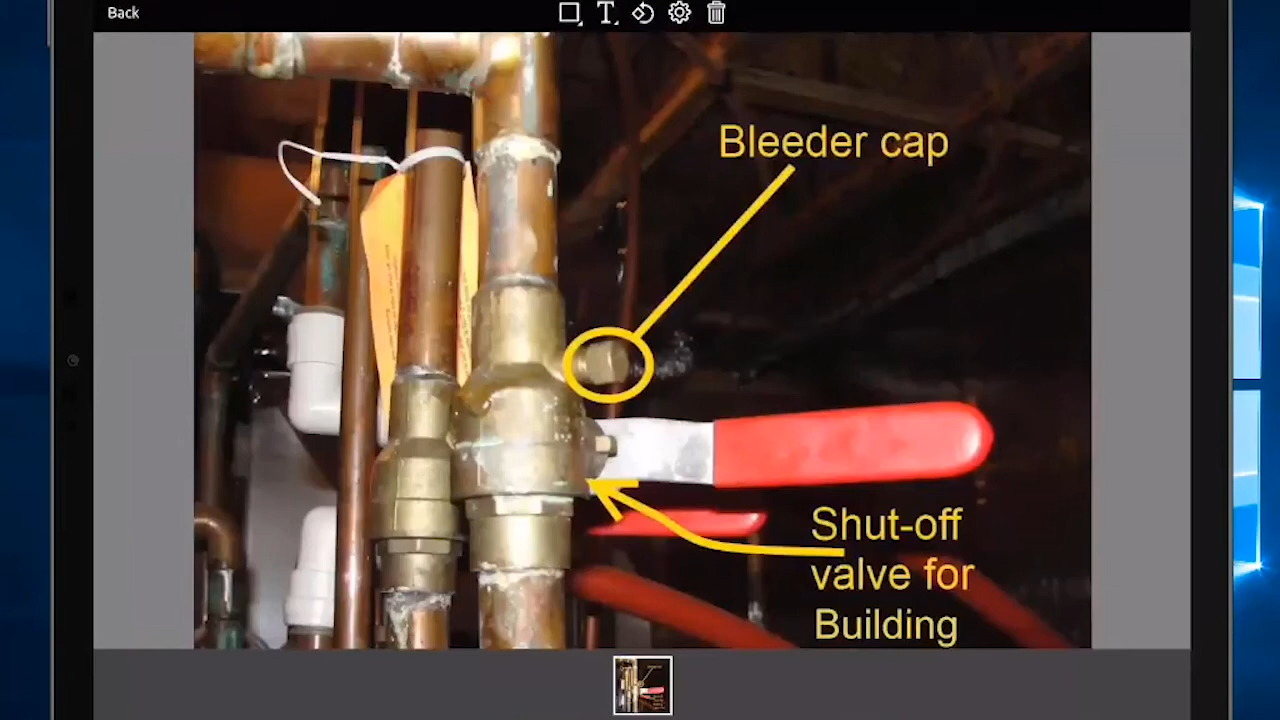 Back
T
Bleeder cap
Shut-off
valve for
Building